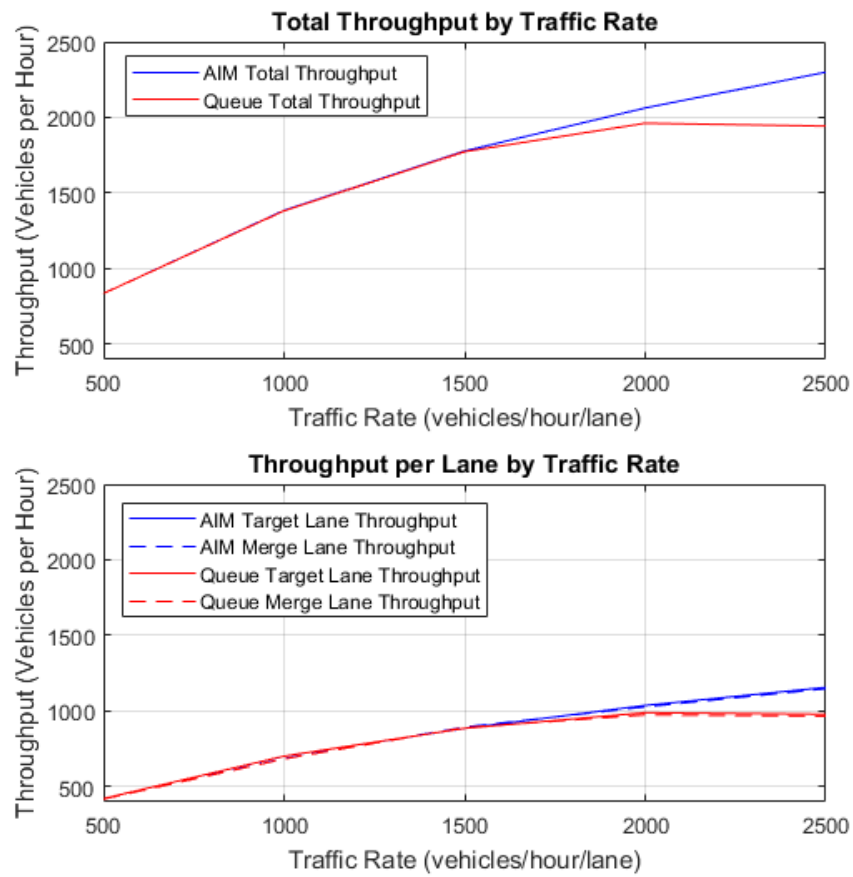 Total Throughput by Traffic Rate
Throughput (Vehicles per Hour)
2500
2000
1500
1000
500
AIM Total Throughput
Queue Total Throughput
500 1000 1500 2000 2500
Traffic Rate (vehicles/hour/lane)
Throughput per Lane by Traffic Rate
Throughput (Vehicles per Hour)
2500
2000
1500
1000
500
AIM Target Lane Throughput
AIM Merge Lane Throughput
Queue Target Lane Throughput
Queue Merge Lane Throughput
500 1000 1500 2000 2500
Traffic Rate (vehicles/hour/lane)